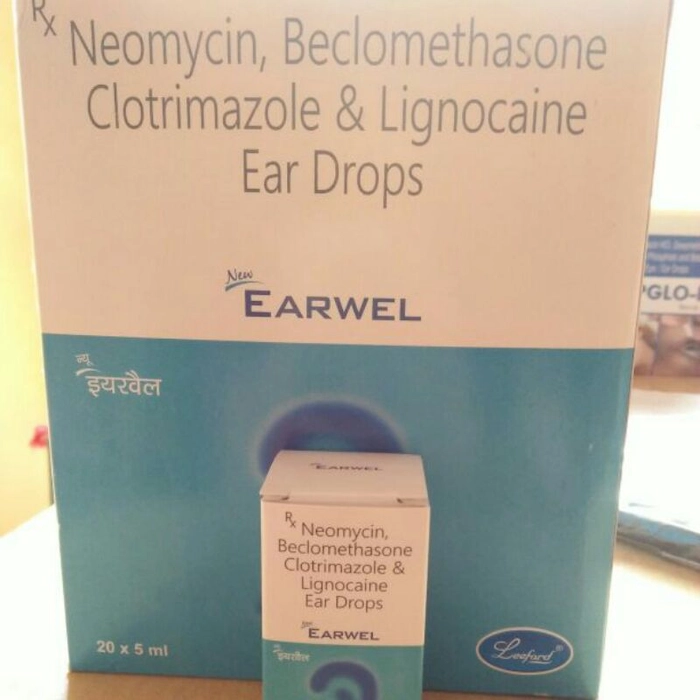 Rx Neomycin, Beclomethasone
Clotrimazole & Lignocaine
Ear Drops
New
EARWEL
न्यू
इयरवैल
EARWEL
Rx Neomycin,
Beclomethasone
Clotrimazole &
Lignocaine
Ear Drops
New
EARWEL
न्यू
इयरवैल
20 x 5 ml
Leeford®